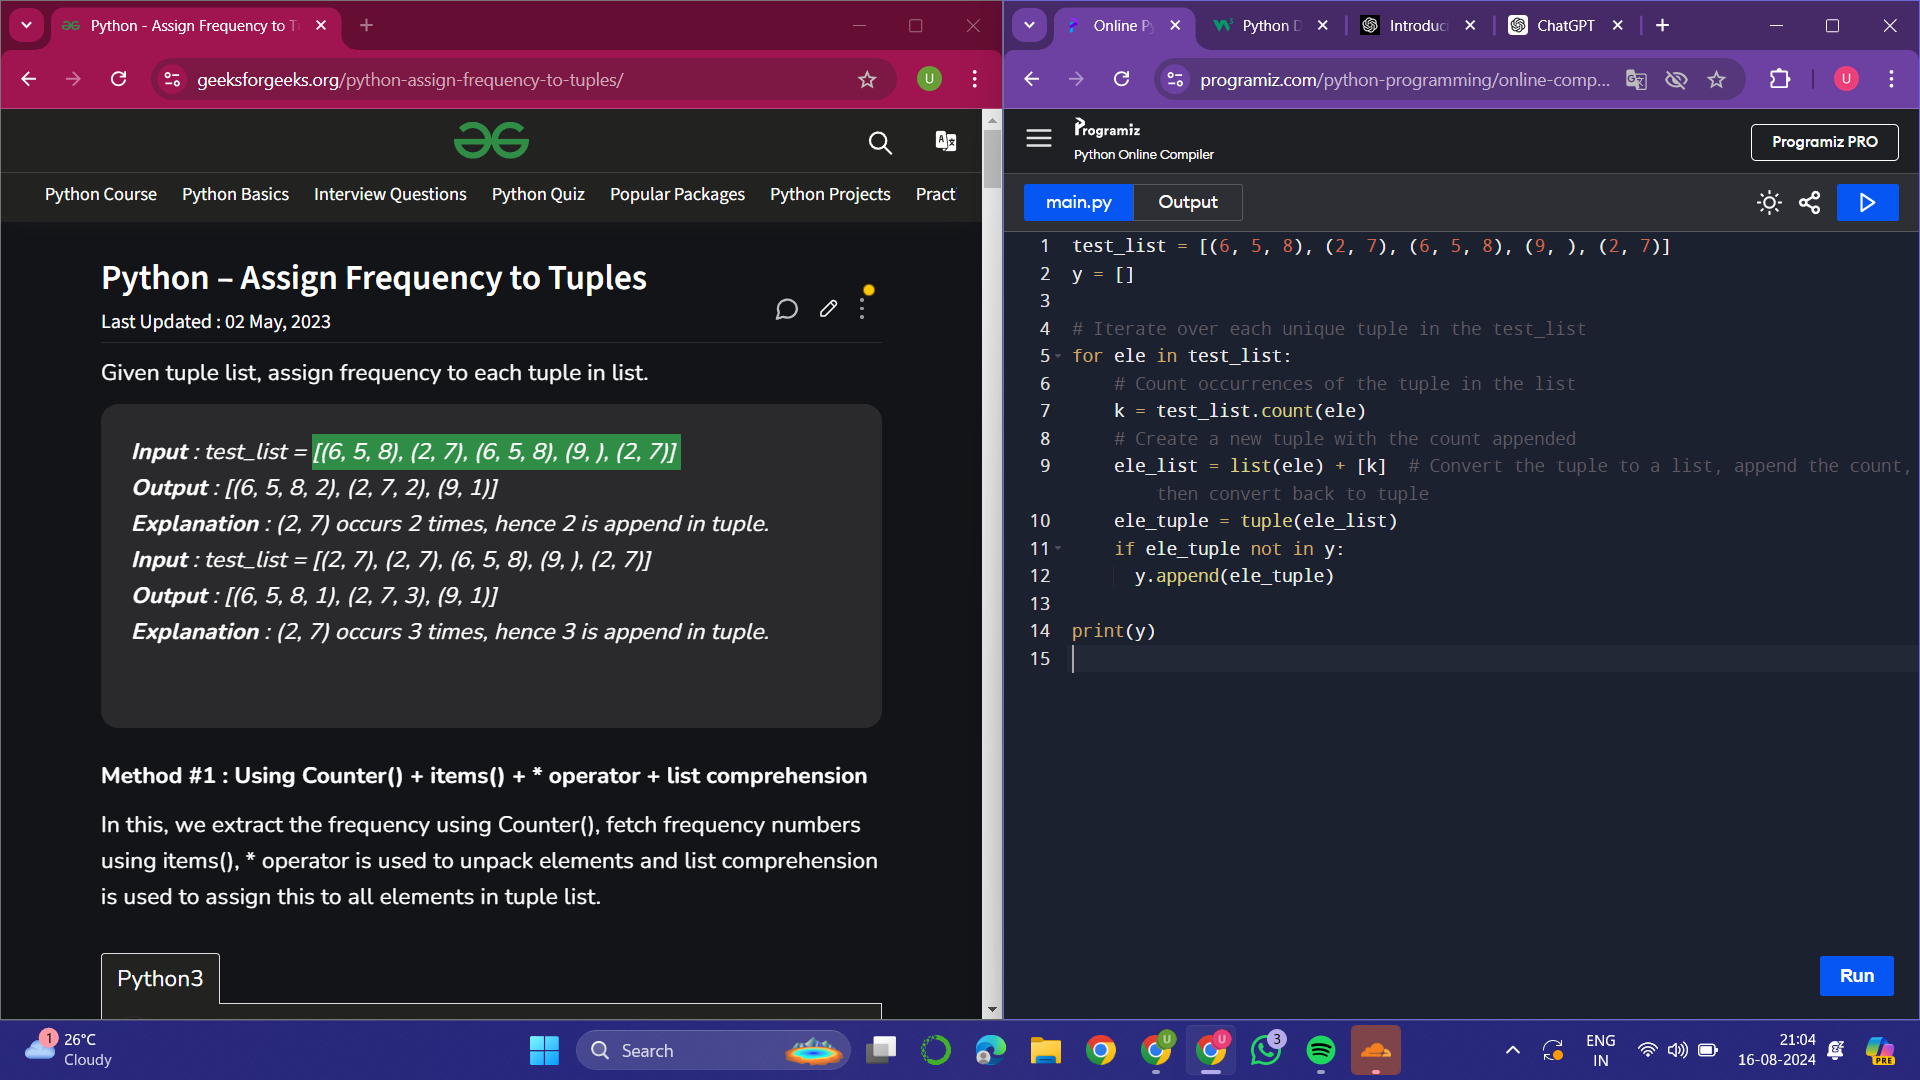 Python - Assign Frequency to T
geeksforgeeks.org/python-assign-frequency-to-tuples/
U
Python Course Python Basics Interview Questions Python Quiz Popular Packages Python Projects Practi
Python – Assign Frequency to Tuples
Last Updated : 02 May, 2023
Given tuple list, assign frequency to each tuple in list.
Input : test_list = [(6, 5, 8), (2, 7), (6, 5, 8), (9, ), (2, 7)]
Output : [(6, 5, 8, 2), (2, 7, 2), (9, 1)]
Explanation : (2, 7) occurs 2 times, hence 2 is append in tuple.
Input : test_list = [(2, 7), (2, 7), (6, 5, 8), (9, ), (2, 7)]
Output : [(6, 5, 8, 1), (2, 7, 3), (9, 1)]
Explanation : (2, 7) occurs 3 times, hence 3 is append in tuple.
Method #1 : Using Counter() + items() + * operator + list comprehension
In this, we extract the frequency using Counter(), fetch frequency numbers
using items(), * operator is used to unpack elements and list comprehension
is used to assign this to all elements in tuple list.
Python3
Online Py Python D Introduc ChatGPT
programiz.com/python-programming/online-comp...
U
Programiz
Python Online Compiler
Programiz PRO
main.py Output
1 test_list = [(6, 5, 8), (2, 7), (6, 5, 8), (9, ), (2, 7)]
2 y = []
3
4 # Iterate over each unique tuple in the test_list
5 for ele in test_list:
6 # Count occurrences of the tuple in the list
7 k = test_list.count(ele)
8 # Create a new tuple with the count appended
9 ele_list = list(ele) + [k] # Convert the tuple to a list, append the count,
then convert back to tuple
10 ele_tuple = tuple(ele_list)
11 if ele_tuple not in y:
12 y.append(ele_tuple)
13
14 print(y)
15
Run
1 26°C
Cloudy
Search
U
U
3
ENG
IN
21:04
16-08-2024
PRE